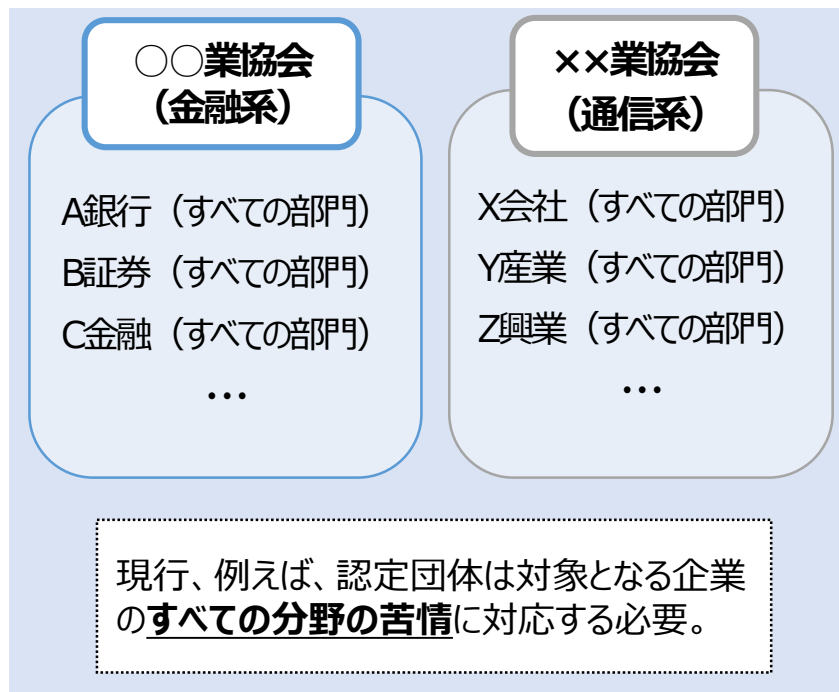 ○○業協会
（金融系）
A銀行（すべての部門）
B証券（すべての部門）
C金融（すべての部門）
…
××業協会
（通信系）
X会社（すべての部門）
Y産業（すべての部門）
Z興業（すべての部門）
…
現行、例えば、認定団体は対象となる企業
のすべての分野の苦情に対応する必要。